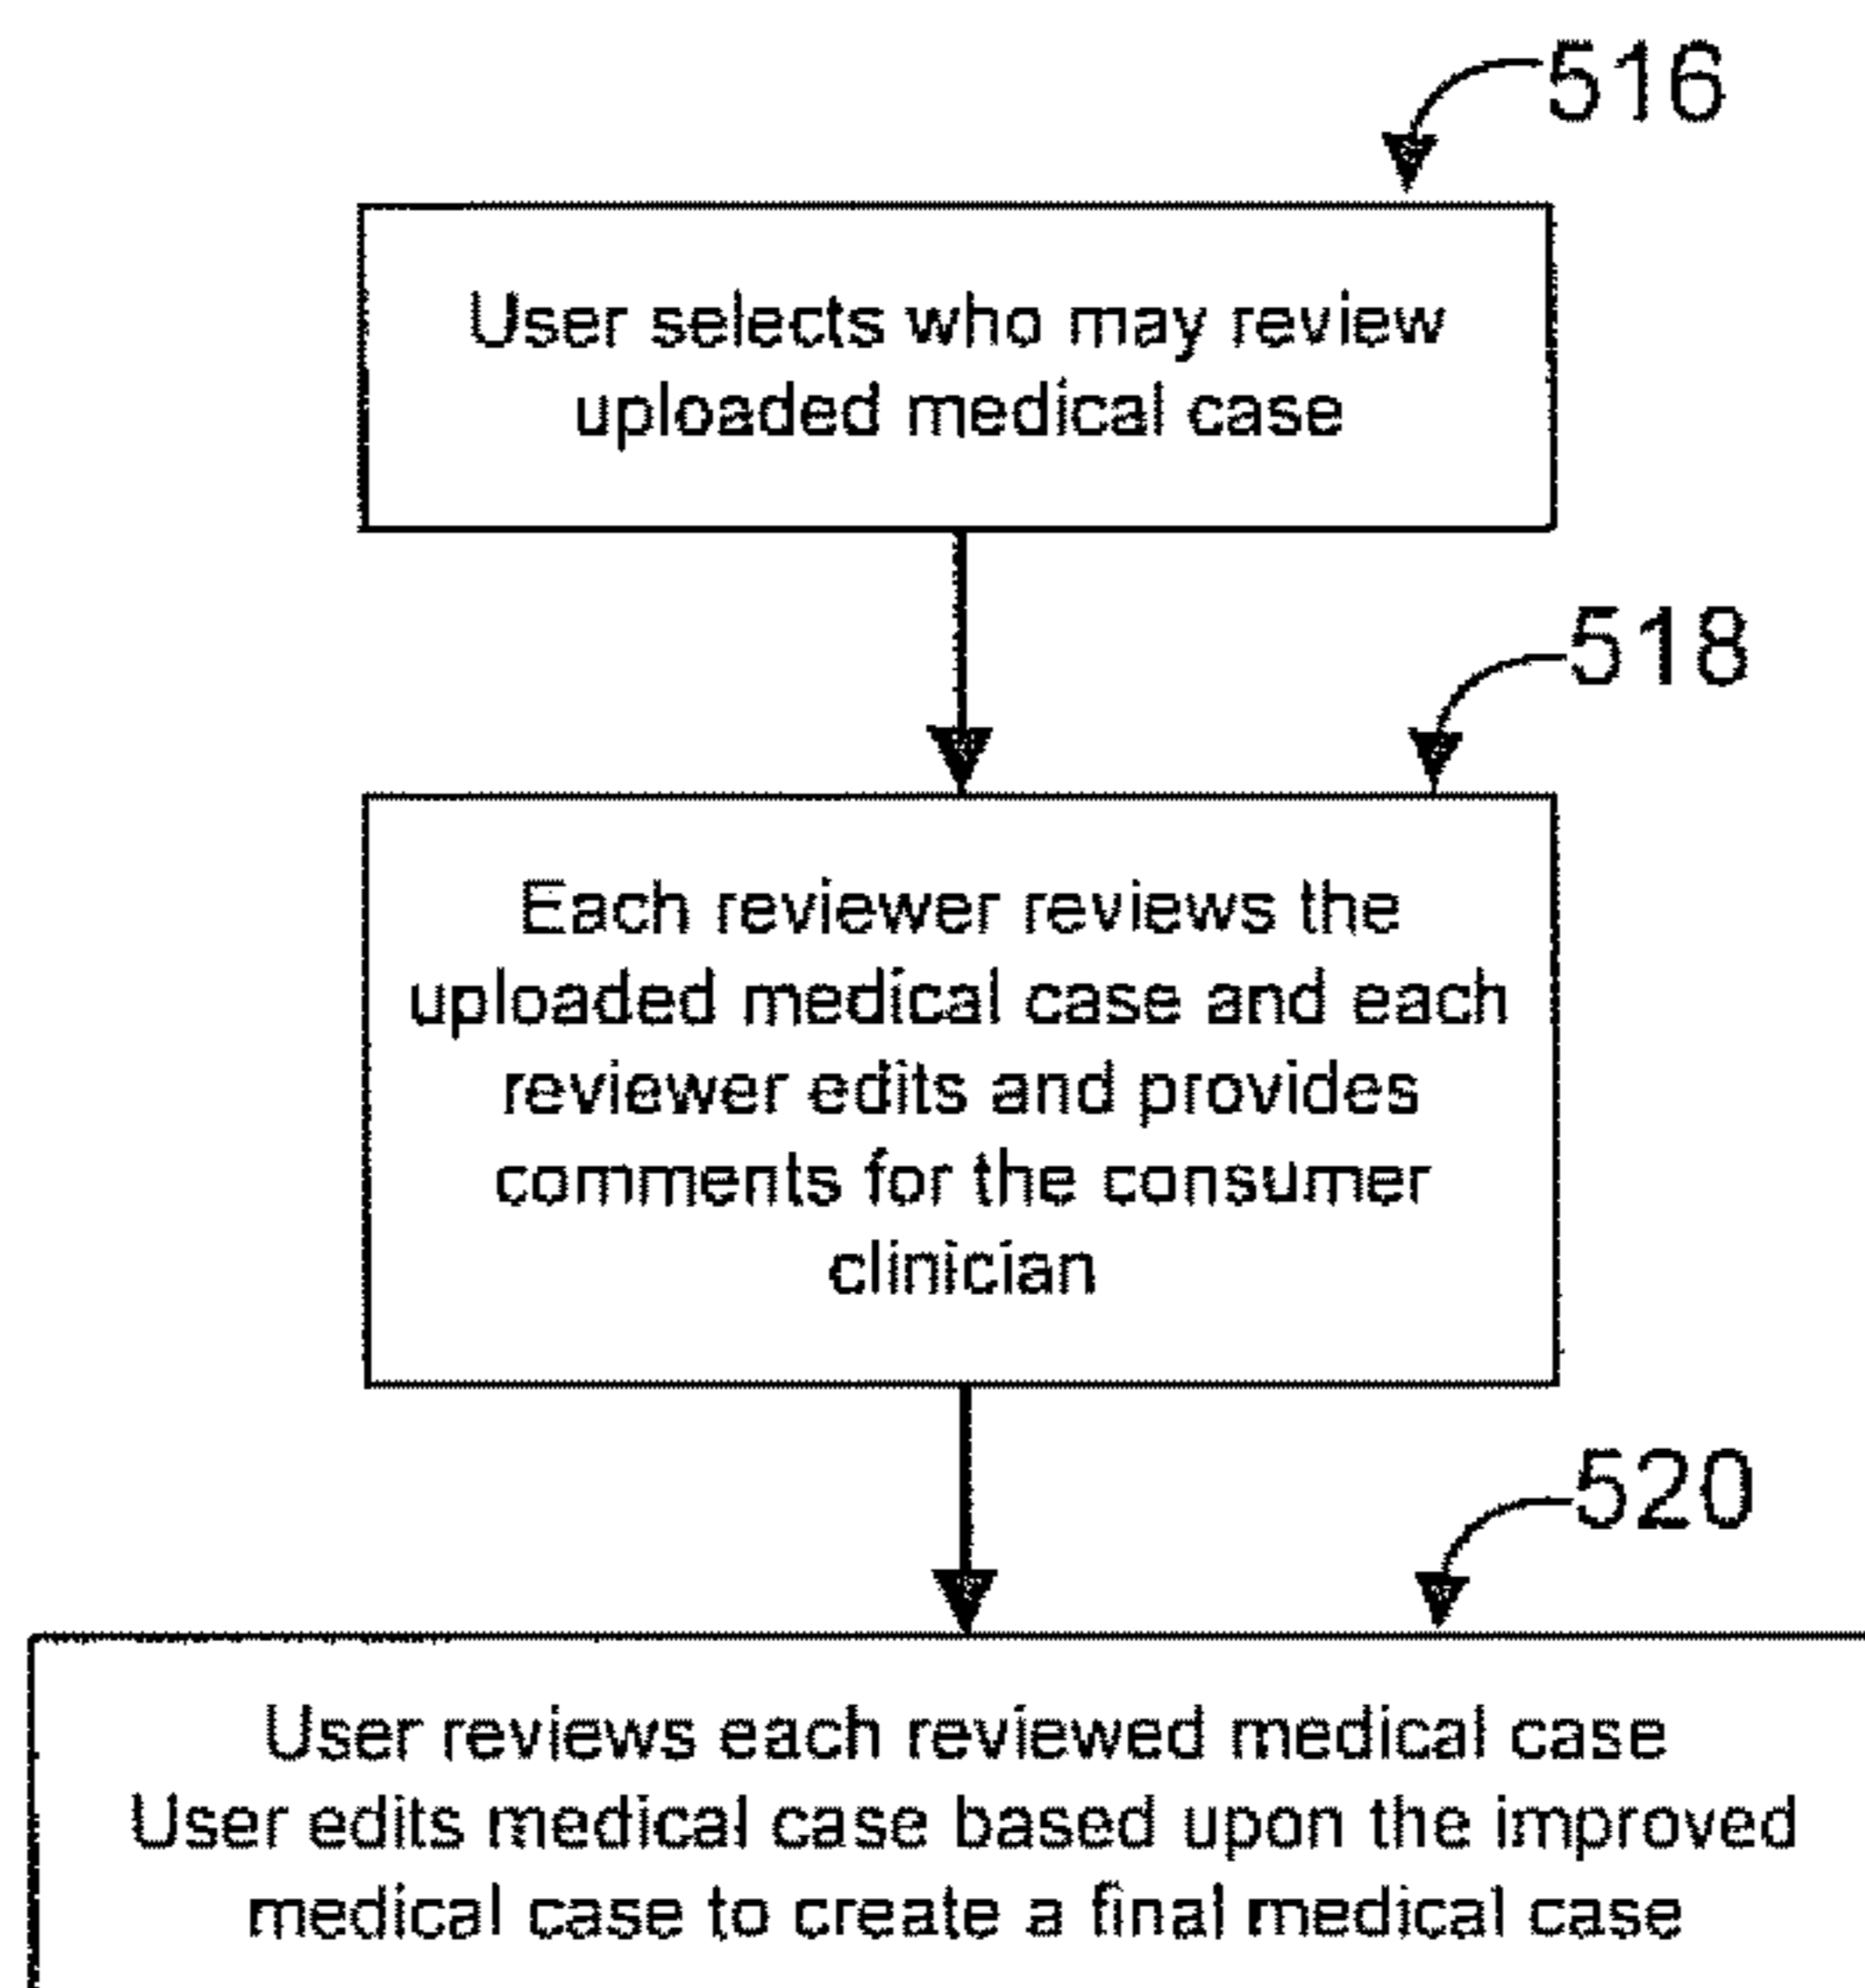 516
User selects who may review
uploaded medical case
518
Each reviewer reviews the
uploaded medical case and each
reviewer edits and provides
comments for the consumer
clinician
520
User reviews each reviewed medical case
User edits medical case based upon the improved
medical case to create a final medical case